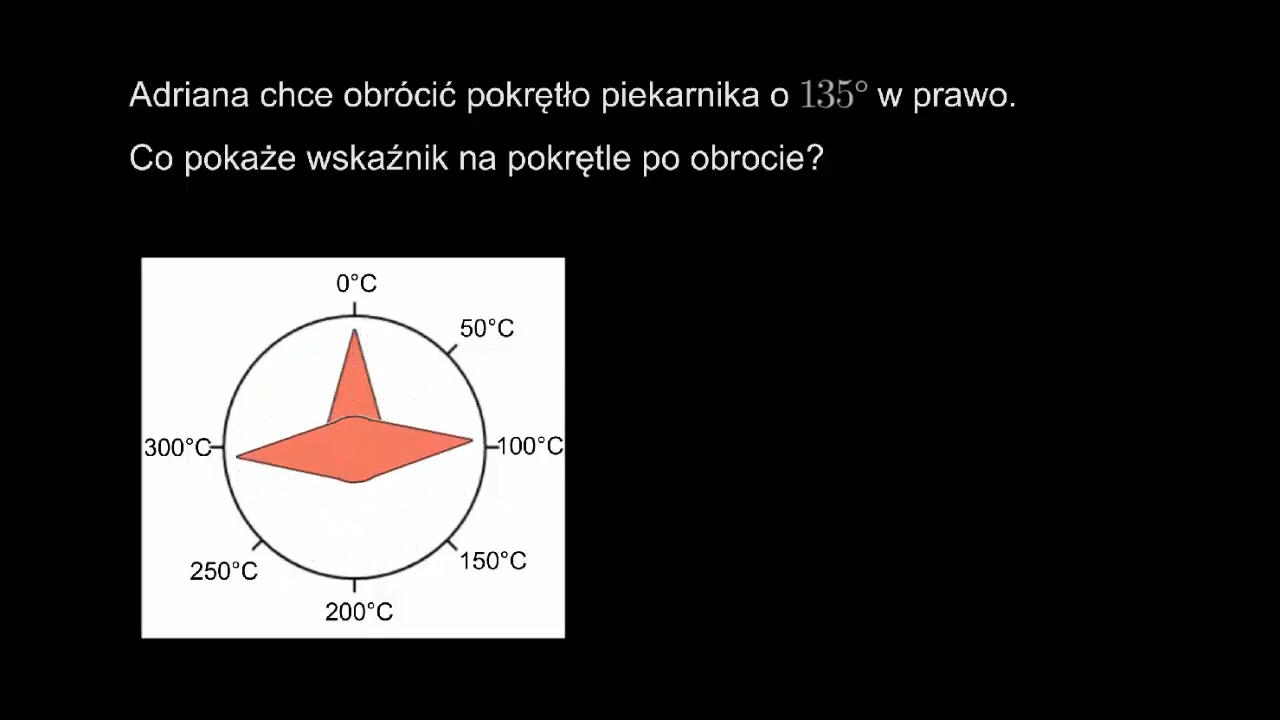 Adriana chce obrócić pokrętło piekarnika o 135° w prawo.
Co pokaże wskaźnik na pokrętle po obrocie?
0°C
50°C
300°C
100°C
250°C
150°C
200°C